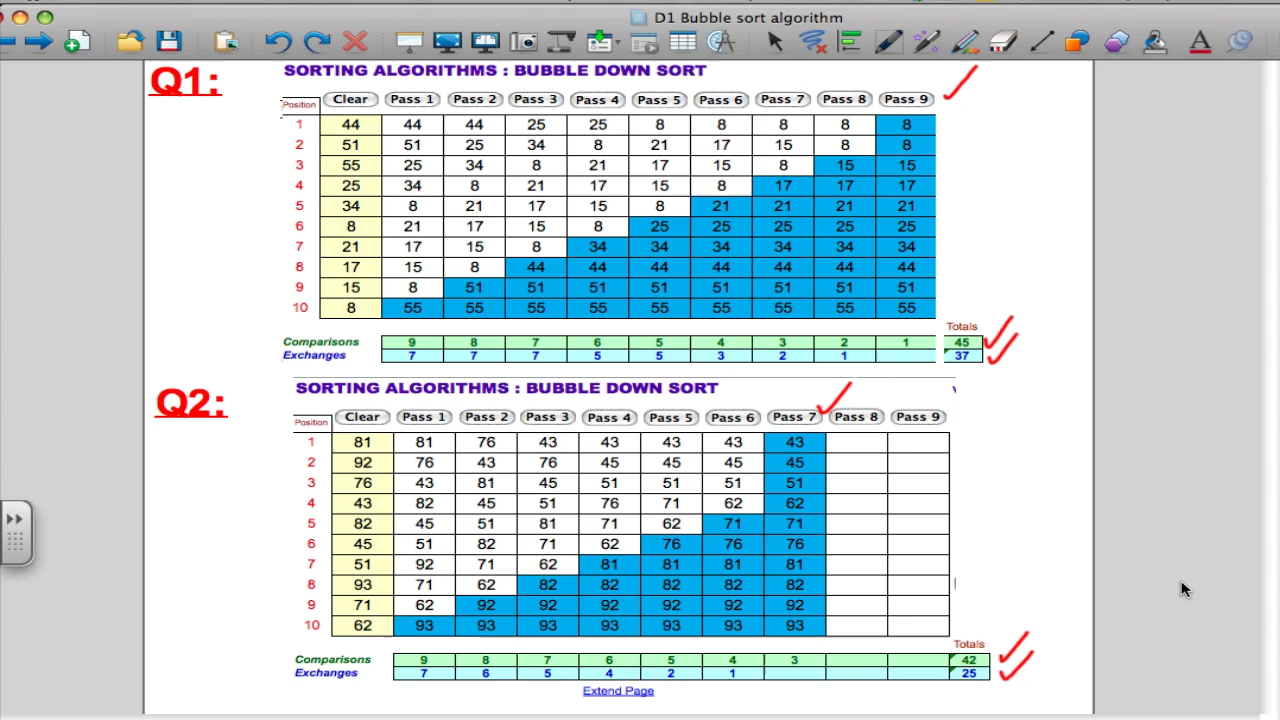 D1 Bubble sort algorithm
Q1:
SORTING ALGORITHMS : BUBBLE DOWN SORT
Position Clear Pass 1 Pass 2 Pass 3 Pass 4 Pass 5 Pass 6 Pass 7 Pass 8 Pass 9
1 44 44 44 25 25 8 8 8 8 8
2 51 51 25 34 8 21 17 15 8 8
3 55 25 34 8 21 17 15 8 15 15
4 25 34 8 21 17 15 8 17 17 17
5 34 8 21 17 15 8 21 21 21 21
6 8 21 17 15 8 25 25 25 25 25
7 21 17 15 8 34 34 34 34 34 34
8 17 15 8 44 44 44 44 44 44 44
9 15 8 51 51 51 51 51 51 51 51
10 8 55 55 55 55 55 55 55 55 55
Totals
Comparisons 9 8 7 6 5 4 3 2 1 45
Exchanges 7 7 7 5 5 3 2 1 37
Q2:
SORTING ALGORITHMS : BUBBLE DOWN SORT
Position Clear Pass 1 Pass 2 Pass 3 Pass 4 Pass 5 Pass 6 Pass 7 Pass 8 Pass 9
1 81 81 76 43 43 43 43 43
2 92 76 43 76 45 45 45 45
3 76 43 81 45 51 51 51 51
4 43 82 45 51 76 71 62 62
5 82 45 51 81 71 62 71 71
6 45 51 82 71 62 76 76 76
7 51 92 71 62 81 81 81 81
8 93 71 62 82 82 82 82 82
9 71 62 92 92 92 92 92 92
10 62 93 93 93 93 93 93 93
Totals
Comparisons 9 8 7 6 5 4 3 42
Exchanges 7 6 5 4 2 1 25
Extend Page